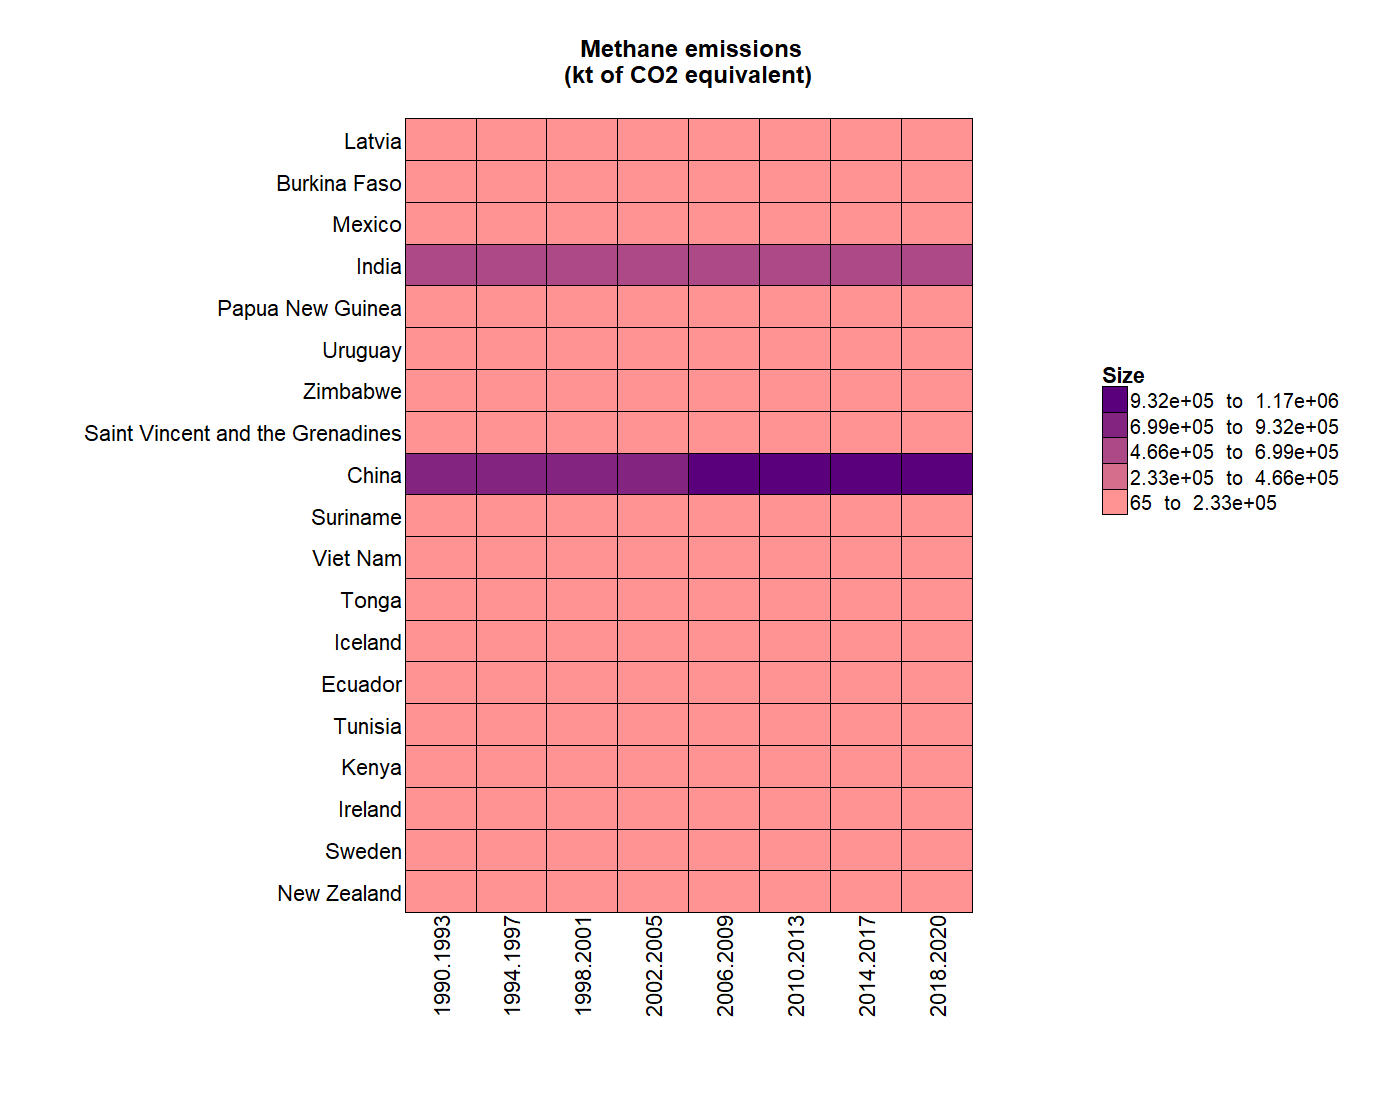 Methane emissions
(kt of CO2 equivalent)
Latvia
Burkina Faso
Mexico
India
Papua New Guinea
Uruguay
Zimbabwe
Saint Vincent and the Grenadines
China
Suriname
Viet Nam
Tonga
Iceland
Ecuador
Tunisia
Kenya
Ireland
Sweden
New Zealand
1990.1993
1994.1997
1998.2001
2002.2005
2006.2009
2010.2013
2014.2017
2018.2020
Size
9.32e+05 to 1.17e+06
6.99e+05 to 9.32e+05
4.66e+05 to 6.99e+05
2.33e+05 to 4.66e+05
65 to 2.33e+05